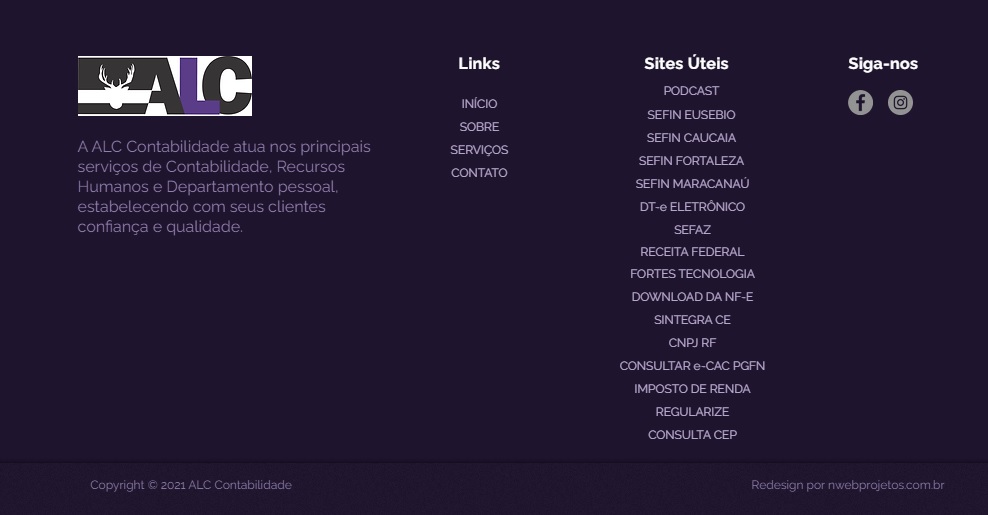 ALC
A ALC Contabilidade atua nos principais
serviços de Contabilidade, Recursos
Humanos e Departamento pessoal,
estabelecendo com seus clientes
confiança e qualidade.
Links
INÍCIO
SOBRE
SERVIÇOS
CONTATO
Sites Úteis
PODCAST
SEFIN EUSEBIO
SEFIN CAUCAIA
SEFIN FORTALEZA
SEFIN MARACANAÚ
DT-e ELETRÔNICO
SEFAZ
RECEITA FEDERAL
FORTES TECNOLOGIA
DOWNLOAD DA NF-E
SINTEGRA CE
CNPJ RF
CONSULTAR e-CAC PGFN
IMPOSTO DE RENDA
REGULARIZE
CONSULTA CEP
Siga-nos
Copyright © 2021 ALC Contabilidade
Redesign por nwebprojetos.com.br